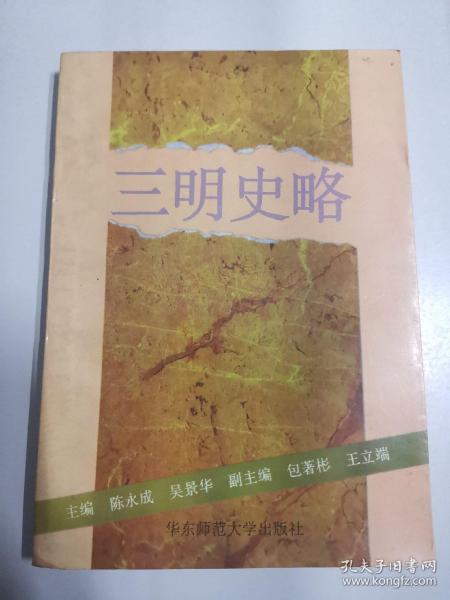 三明史略
主编 陈永成 吴景华 副主编 包著彬 王立端
华东师范大学出版社
孔夫子旧书网
www.kongfz.com